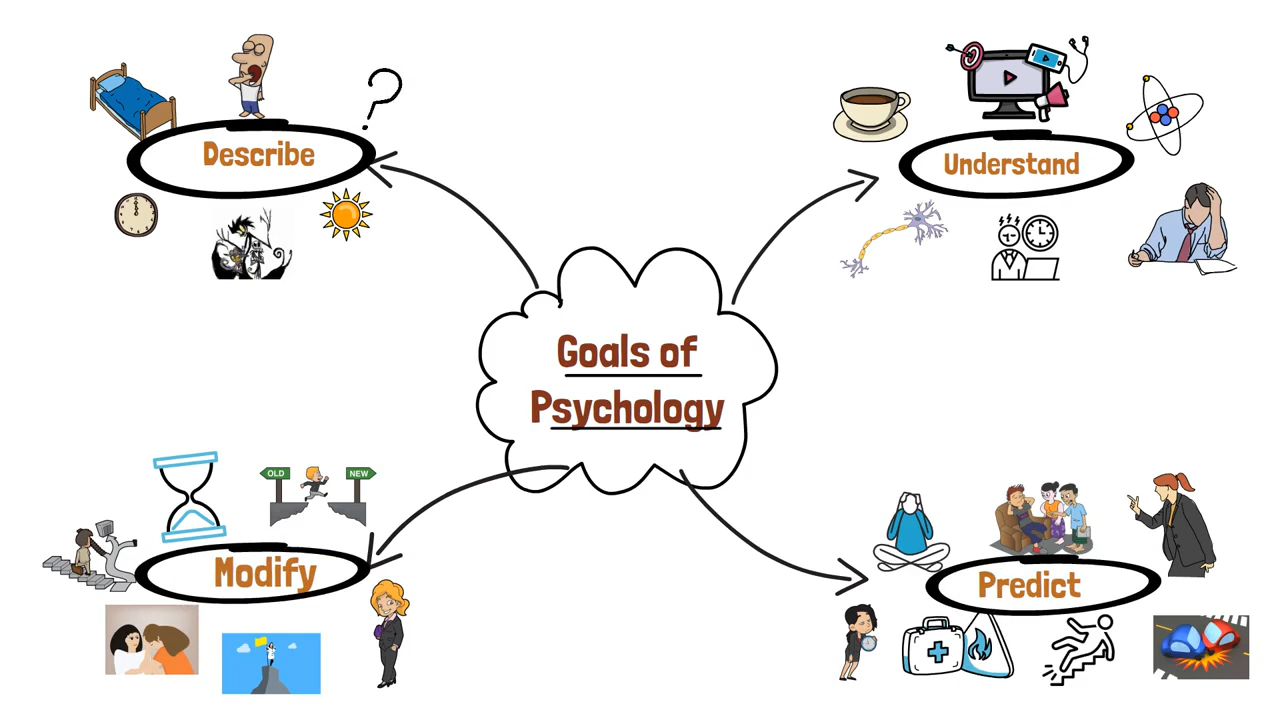 Describe
Understand
Goals of
Psychology
OLD
NEW
Modify
Predict